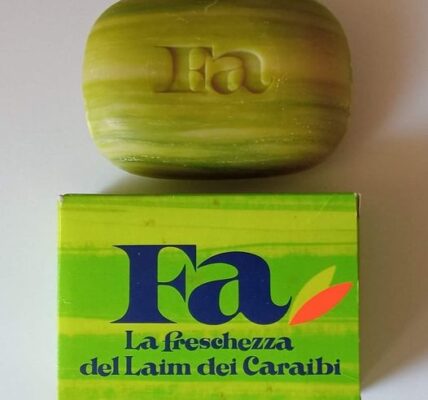 Fa
Fa
La freschezza
del Laim dei Caraibi